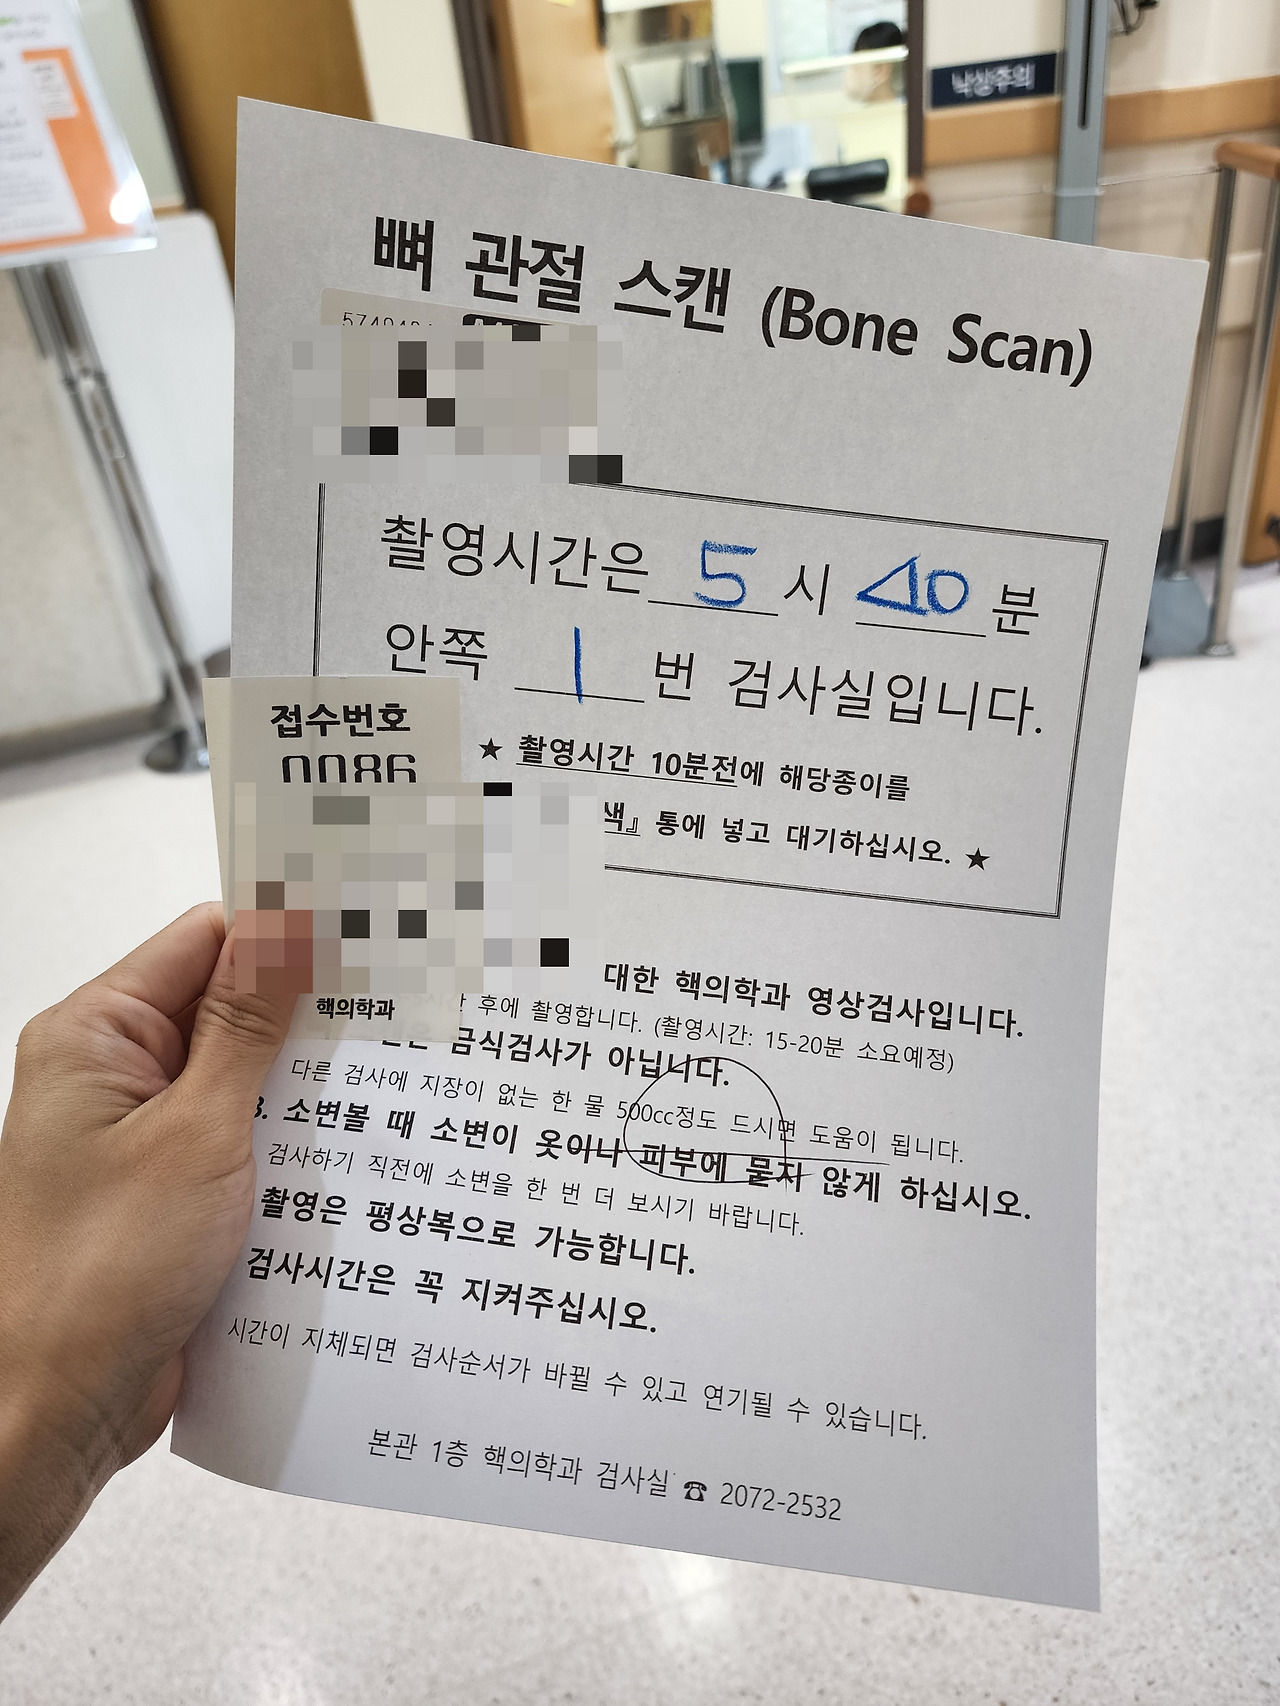 낙상주의
뼈 관절 스캔 (Bone Scan)
촬영시간은 5 시 40 분
안쪽 1 번 검사실입니다.
접수번호
0086
★ 촬영시간 10분전에 해당종이를
색』 통에 넣고 대기하십시오. ★
대한 핵의학과 영상검사입니다.
후에 촬영합니다. (촬영시간: 15-20분 소요예정)
핵의학과
금식검사가 아닙니다.
다른 검사에 지장이 없는 한 물 500cc정도 드시면 도움이 됩니다.
3. 소변볼 때 소변이 옷이나 피부에 묻지 않게 하십시오.
검사하기 직전에 소변을 한 번 더 보시기 바랍니다.
촬영은 평상복으로 가능합니다.
검사시간은 꼭 지켜주십시오.
시간이 지체되면 검사순서가 바뀔 수 있고 연기될 수 있습니다.
본관 1층 핵의학과 검사실 ☎ 2072-2532